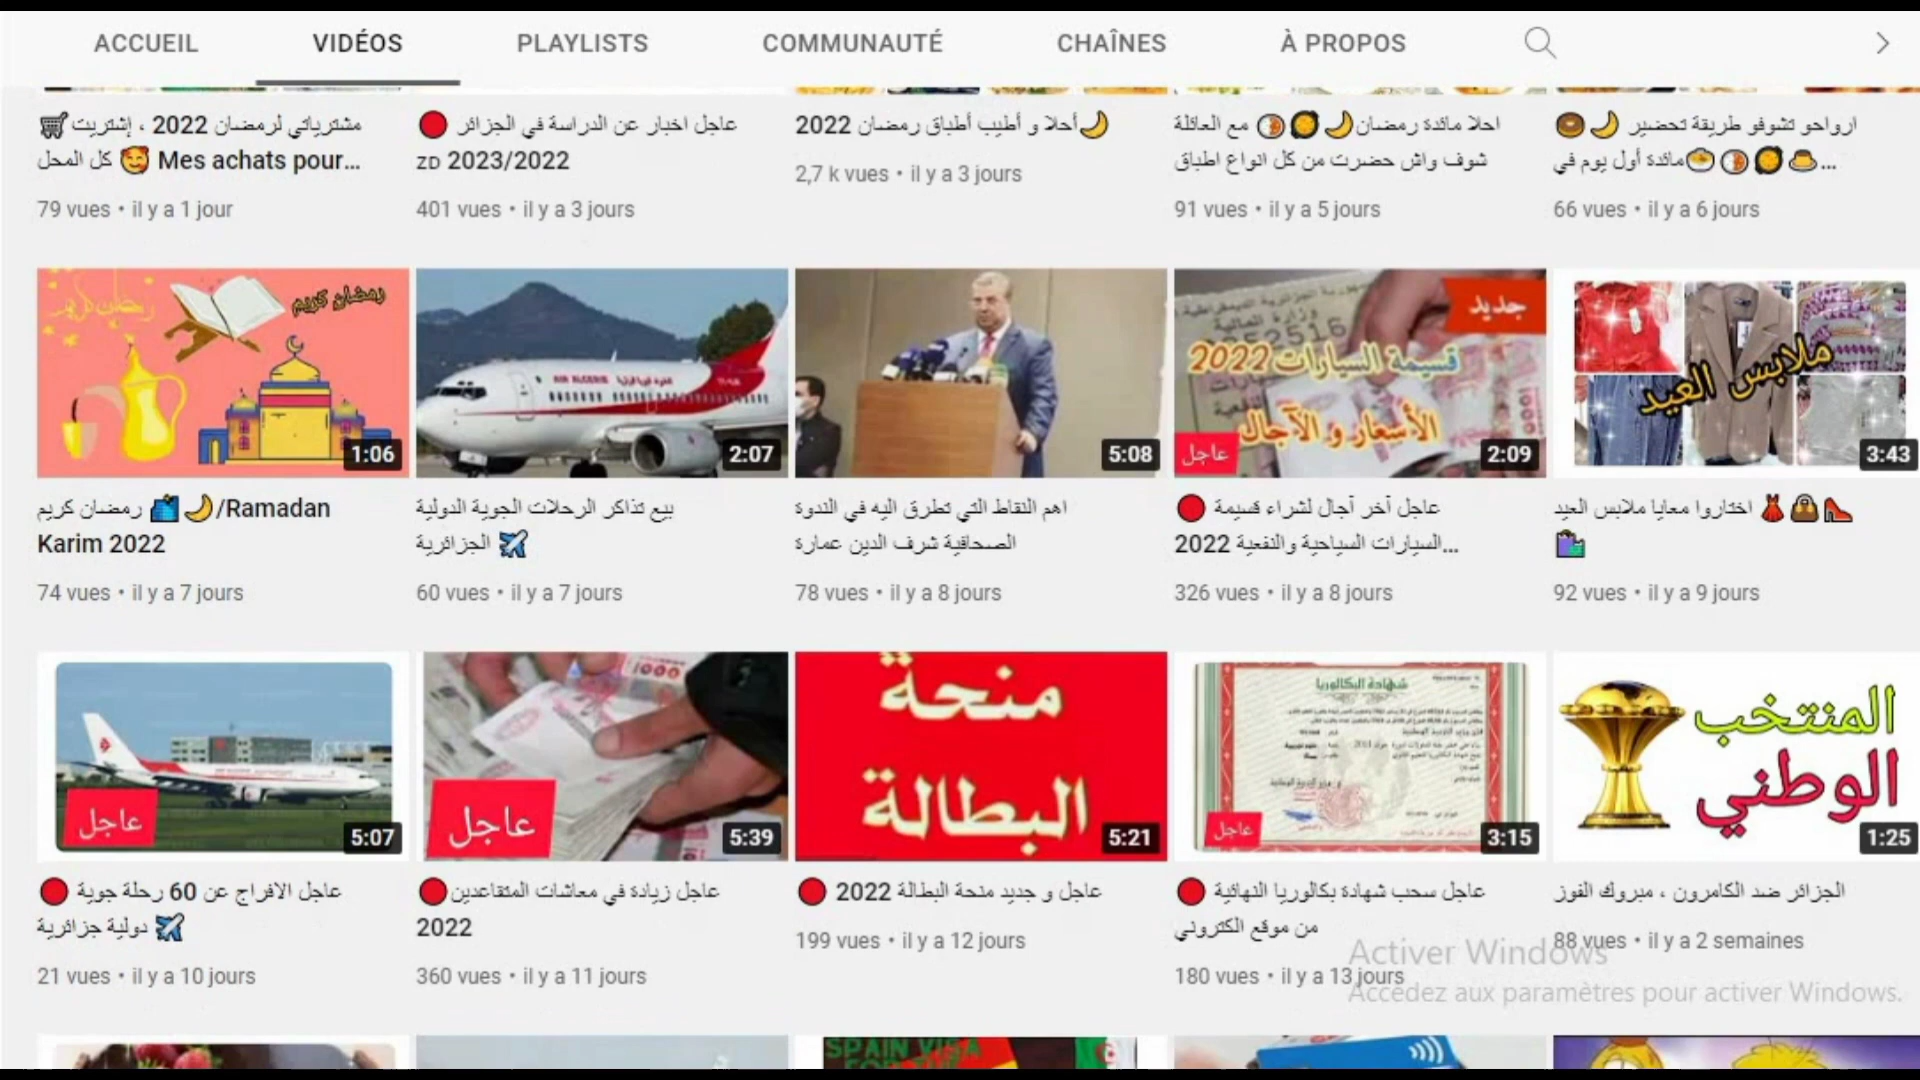 ACCUEIL VIDÉOS PLAYLISTS COMMUNAUTÉ CHAÎNES À PROPOS
مشترياتي لرمضان 2022 ، إشتريت🛒
كل المحل 🥰 Mes achats pour...
79 vues • il y a 1 jour
🔴 عاجل اخبار عن الدراسة في الجزائر
ZD 2023/2022
401 vues • il y a 3 jours
🌙أحلا و أطيب أطباق رمضان 2022
2,7 k vues • il y a 3 jours
احلا مائدة رمضان🌙🥘🍛 مع العائلة
شوف واش حضرت من كل انواع اطباق
91 vues • il y a 5 jours
ارواحو تشوفو طريقة تحضير 🌙🍩
...🍮🥘🍛🍲مائدة أول يوم في
66 vues • il y a 6 jours
رمضان كريم
1:06
AIR ALGERIE
2:07
5:08
جديد
قسيمة السيارات 2022
الأسعار و الآجال
عاجل
2:09
ملابس العيد
3:43
رمضان كريم 🕌🌙/Ramadan
Karim 2022
74 vues • il y a 7 jours
بيع تذاكر الرحلات الجوية الدولية
الجزائرية ✈️
60 vues • il y a 7 jours
اهم النقاط التي تطرق اليه في الندوة
الصحافية شرف الدين عمارة
78 vues • il y a 8 jours
🔴 عاجل آخر آجال لشراء قسيمة
السيارات السياحية والنفعية 2022...
326 vues • il y a 8 jours
اختاروا معايا ملابس العيد 👗👜👠
🛍️
92 vues • il y a 9 jours
عاجل
5:07
عاجل
5:39
منحة
البطالة
5:21
شهادة البكالوريا
عاجل
3:15
المنتخب
الوطني
1:25
🔴 عاجل الافراج عن 60 رحلة جوية
دولية جزائرية ✈️
21 vues • il y a 10 jours
🔴عاجل زيادة في معاشات المتقاعدين
2022
360 vues • il y a 11 jours
🔴 عاجل و جديد منحة البطالة 2022
199 vues • il y a 12 jours
🔴 عاجل سحب شهادة بكالوريا النهائية
من موقع الكتروني
180 vues • il y a 13 jours
الجزائر ضد الكامرون ، مبروك الفوز
88 vues • il y a 2 semaines
Activer Windows
Accédez aux paramètres pour activer Windows.
SPAIN VISA